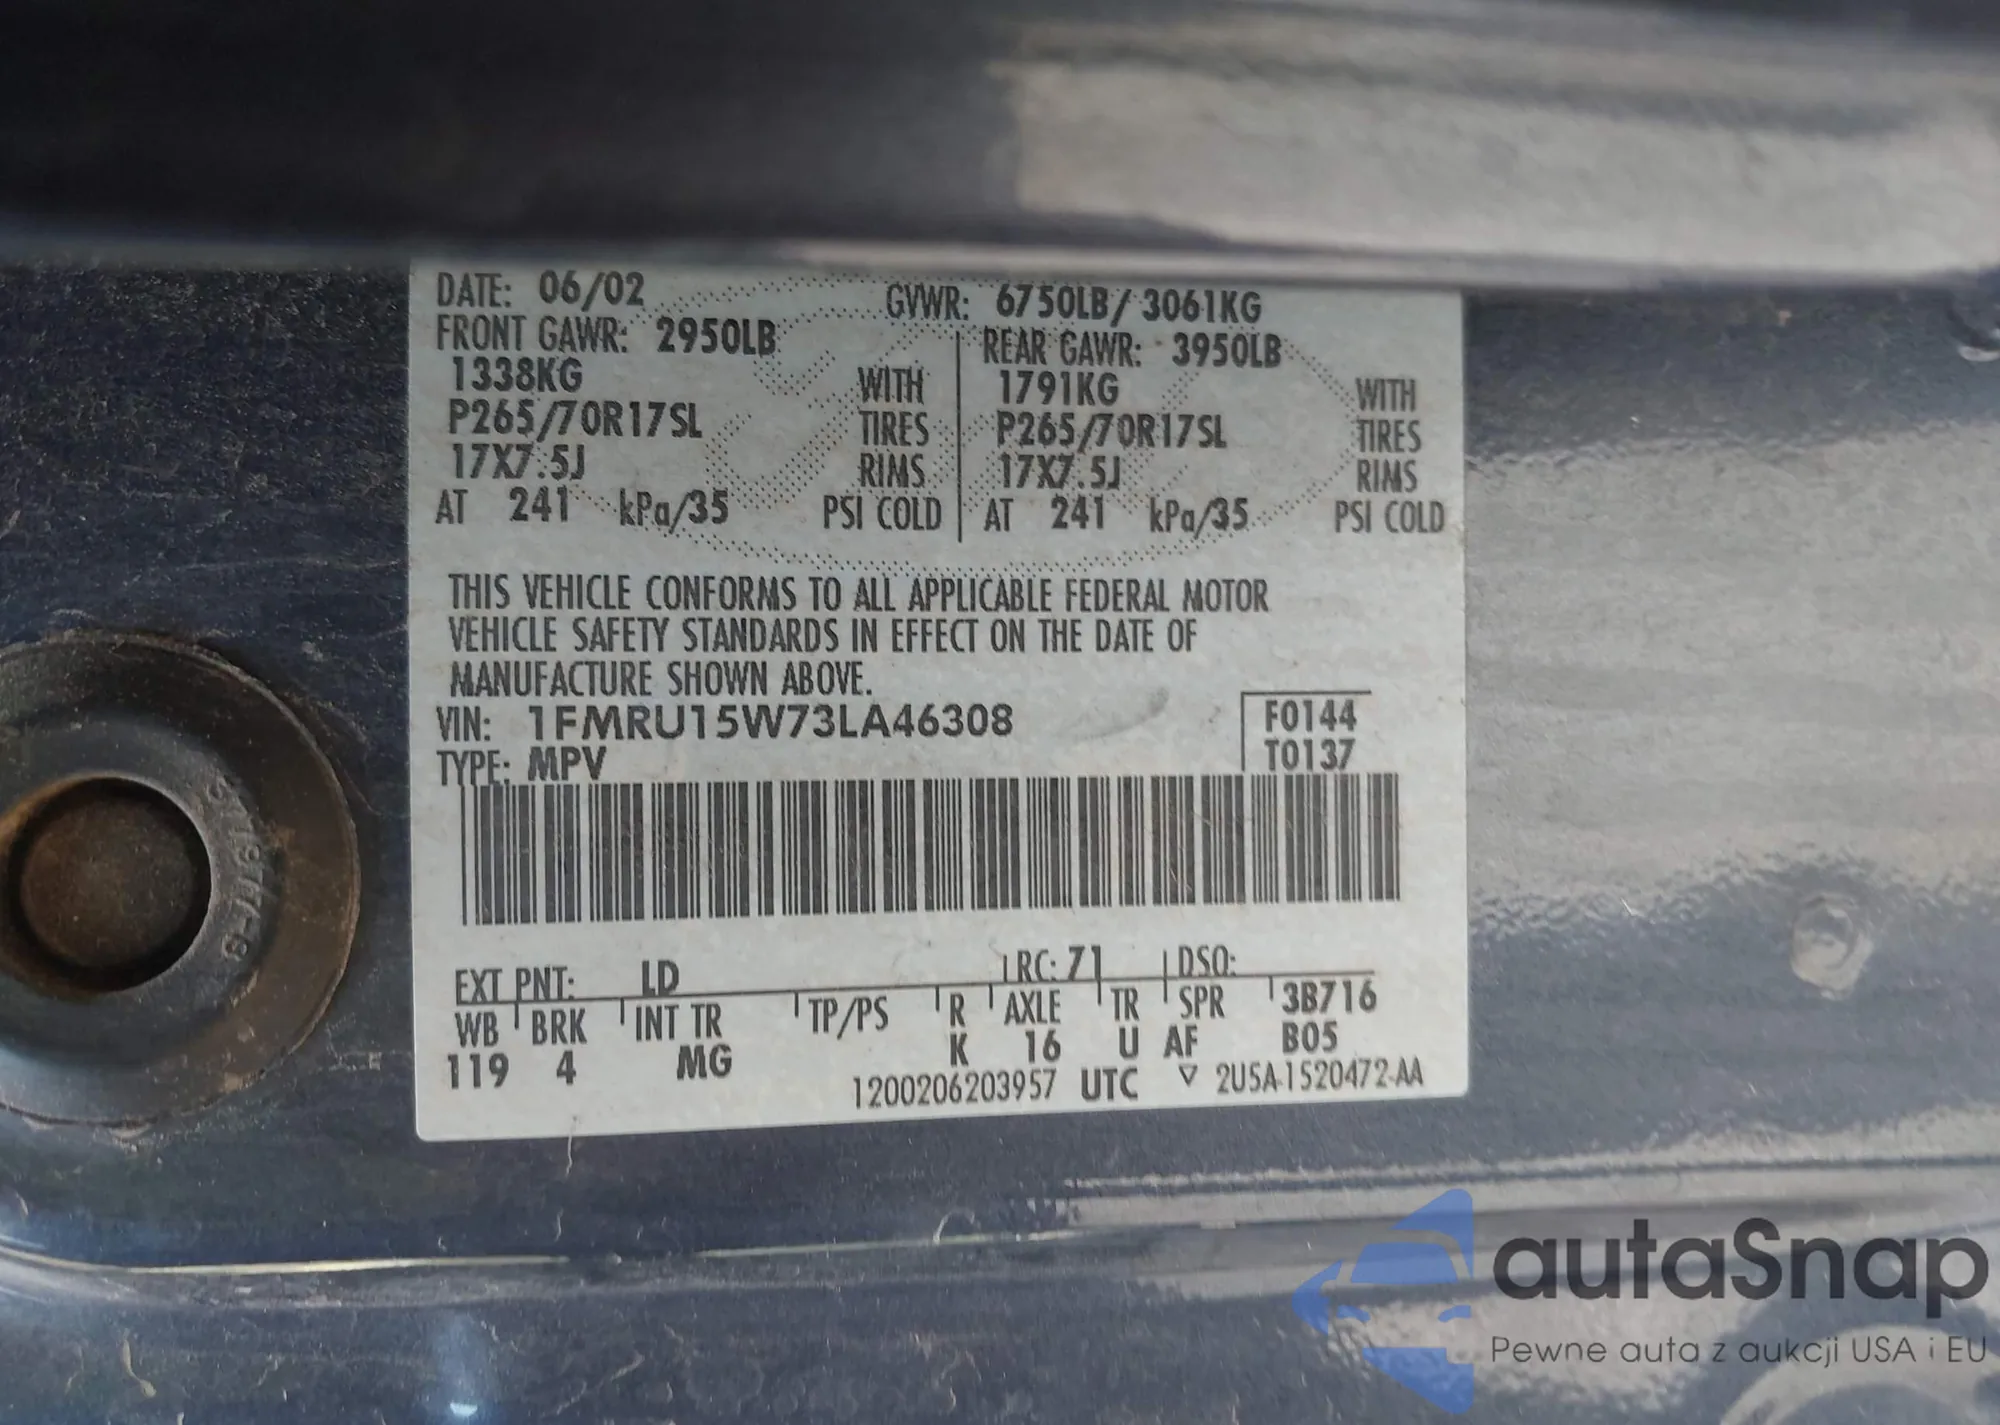 DATE: 06/02 GVWR: 6750LB/ 3061KG
FRONT GAWR: 2950LB REAR GAWR: 3950LB
1338KG WITH 1791KG WITH
P265/70R17SL TIRES P265/70R17SL TIRES
17X7.5J RIMS 17X7.5J RIMS
AT 241 kPa/35 PSI COLD AT 241 kPa/35 PSI COLD
THIS VEHICLE CONFORMS TO ALL APPLICABLE FEDERAL MOTOR
VEHICLE SAFETY STANDARDS IN EFFECT ON THE DATE OF
MANUFACTURE SHOWN ABOVE.
VIN: 1FMRU15W73LA46308 F0144
TYPE: MPV T0137
EXT PNT: LD RC: 71 DSO:
WB BRK INT TR TP/PS R AXLE TR SPR 3B716
119 4 MG K 16 U AF B05
1200206203957 UTC ▽ 2U5A-1520472-AA
autaSnap
Pewne auta z aukcji USA i EU